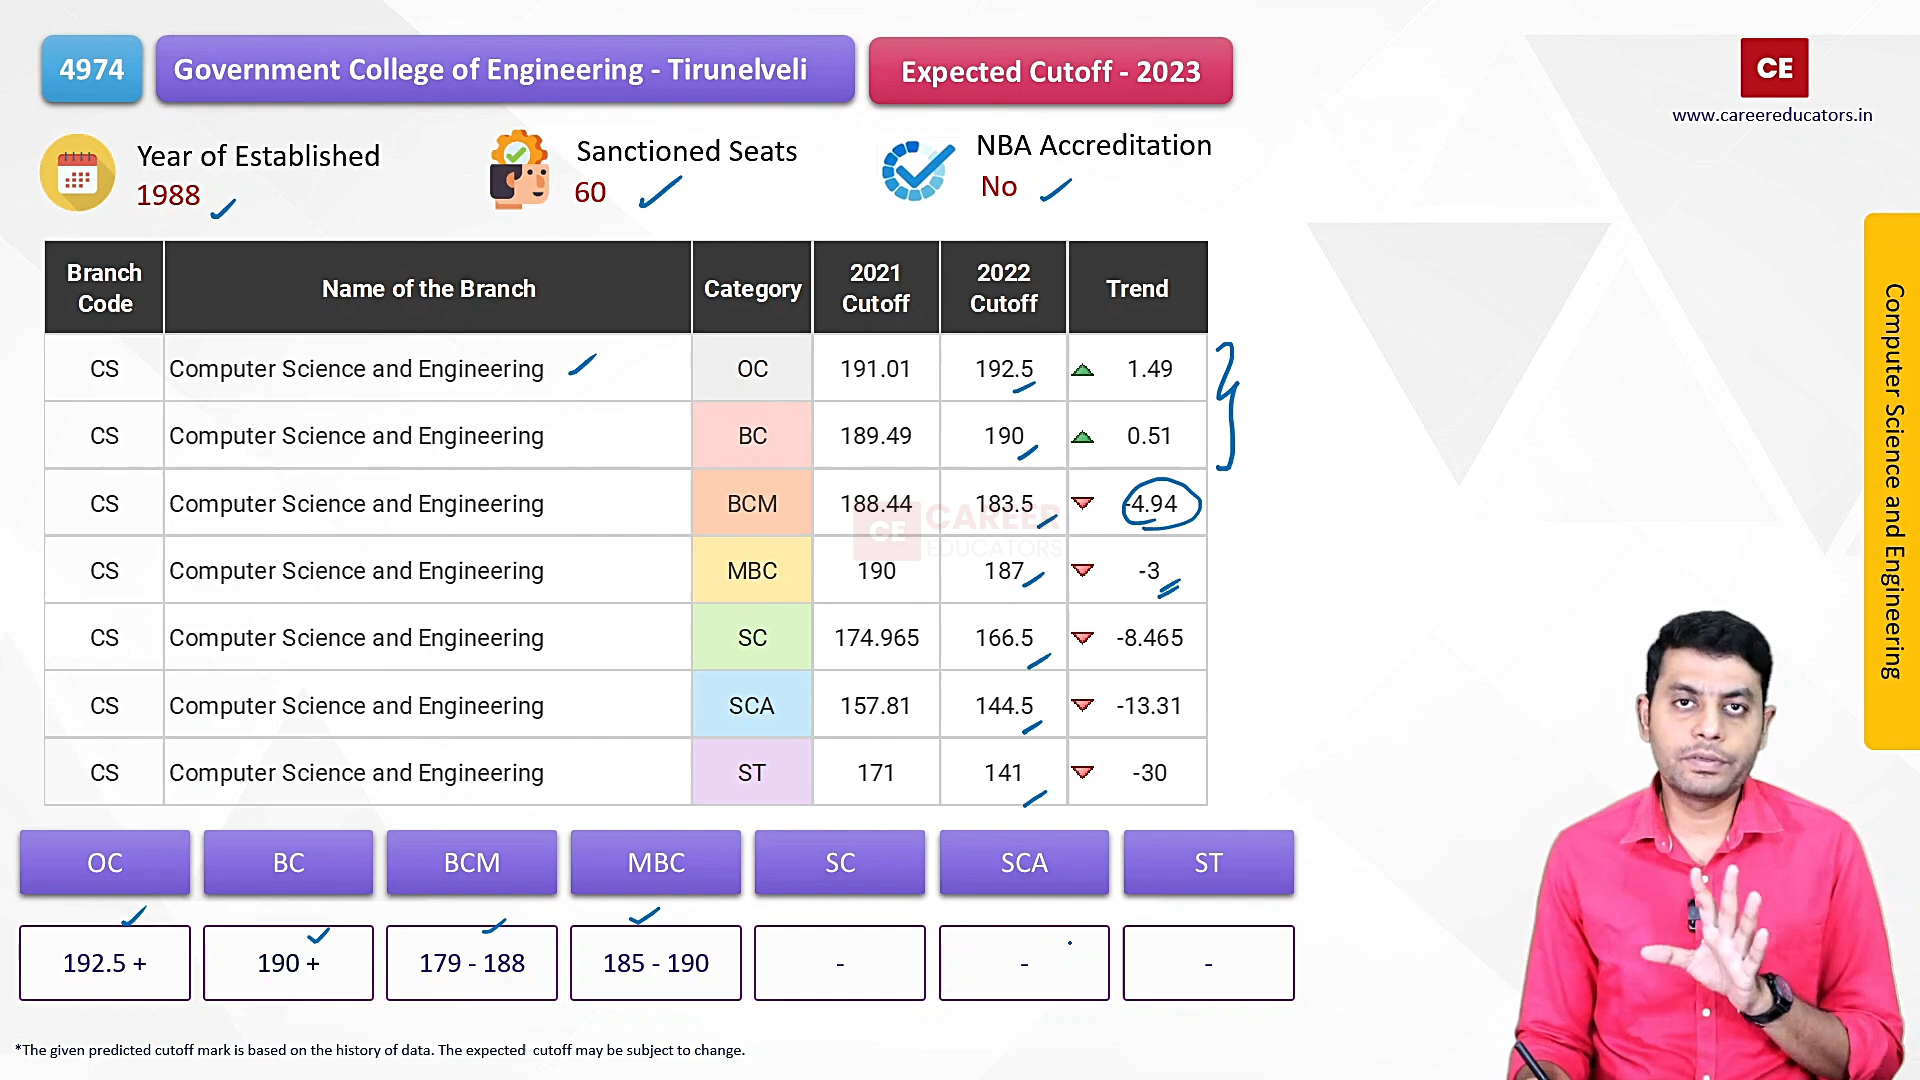 4974
Government College of Engineering - Tirunelveli
Expected Cutoff - 2023
CE
www.careereducators.in
Year of Established
1988
Sanctioned Seats
60
NBA Accreditation
No
Branch Code | Name of the Branch | Category | 2021 Cutoff | 2022 Cutoff | Trend
CS | Computer Science and Engineering | OC | 191.01 | 192.5 | 1.49
CS | Computer Science and Engineering | BC | 189.49 | 190 | 0.51
CS | Computer Science and Engineering | BCM | 188.44 | 183.5 | -4.94
CS | Computer Science and Engineering | MBC | 190 | 187 | -3
CS | Computer Science and Engineering | SC | 174.965 | 166.5 | -8.465
CS | Computer Science and Engineering | SCA | 157.81 | 144.5 | -13.31
CS | Computer Science and Engineering | ST | 171 | 141 | -30
CE CAREER
EDUCATORS
OC BC BCM MBC SC SCA ST
192.5 + 190 + 179 - 188 185 - 190 - - -
*The given predicted cutoff mark is based on the history of data. The expected cutoff may be subject to change.
Computer Science and Engineering